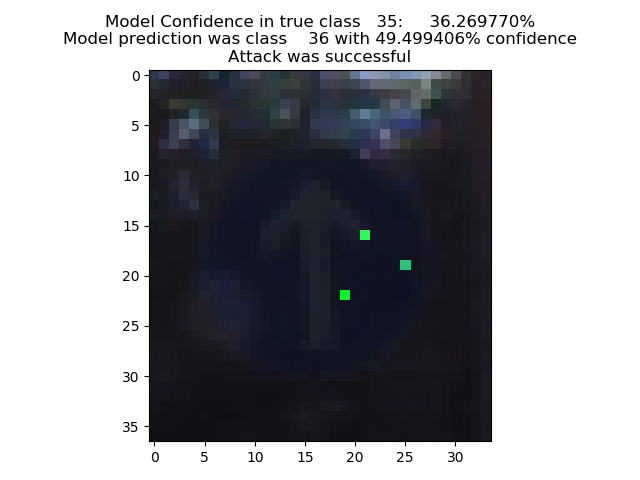 Model Confidence in true class 35: 36.269770%
Model prediction was class 36 with 49.499406% confidence
Attack was successful
0
5
10
15
20
25
30
35
0 5 10 15 20 25 30